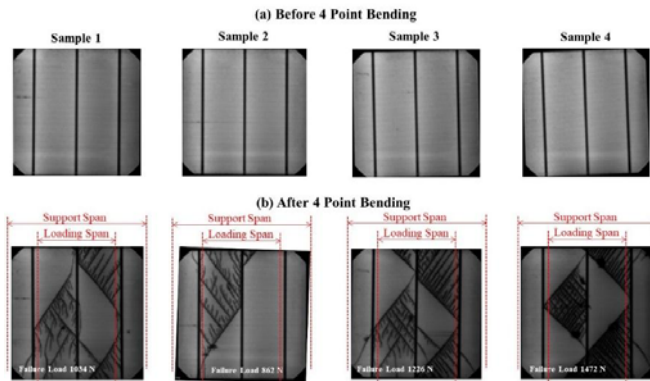 (a) Before 4 Point Bending
Sample 1
Sample 2
Sample 3
Sample 4
(b) After 4 Point Bending
Support Span
Support Span
Support Span
Support Span
Loading Span
Loading Span
Loading Span
Loading Span
Failure Load 1034 N
Failure Load 862 N
Failure Load 1226 N
Failure Load 1472 N